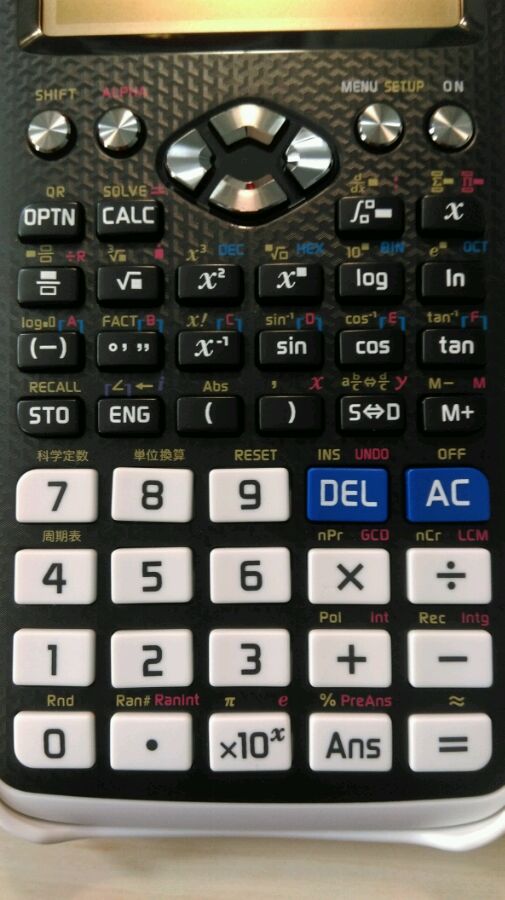 SHIFT ALPHA MENU SETUP ON
QR SOLVE =
OPTN CALC x
÷R x³ DEC HEX 10 BIN e OCT
√ x² x log ln
A FACT B x! C sin⁻¹ D cos⁻¹ E tan⁻¹ F
(−) ° ' '' x⁻¹ sin cos tan
RECALL ∠ ← i Abs , x a b/c ⇔ d/c y M− M
STO ENG ( ) S⇔D M+
科学定数 単位換算 RESET INS UNDO OFF
7 8 9 DEL AC
周期表 nPr GCD nCr LCM
4 5 6 × ÷
Pol Int Rec Intg
1 2 3 + −
Rnd Ran# RanInt π e % PreAns ≈
0 • ×10ˣ Ans =